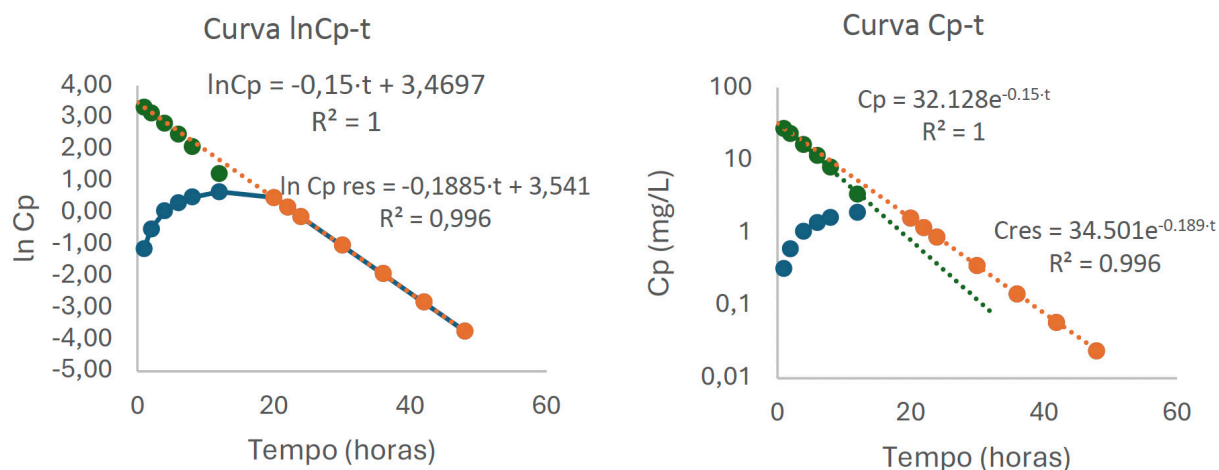 Curva lnCp-t
4,00
3,00
2,00
1,00
0,00
-1,00
-2,00
-3,00
-4,00
-5,00
ln Cp
lnCp = -0,15·t + 3,4697
R² = 1
ln Cp res = -0,1885·t + 3,541
R² = 0,996
0 20 40 60
Tempo (horas)
Curva Cp-t
100
10
1
0,1
0,01
Cp (mg/L)
Cp = 32.128e^-0.15·t
R² = 1
Cres = 34.501e^-0.189·t
R² = 0.996
0 20 40 60
Tempo (horas)